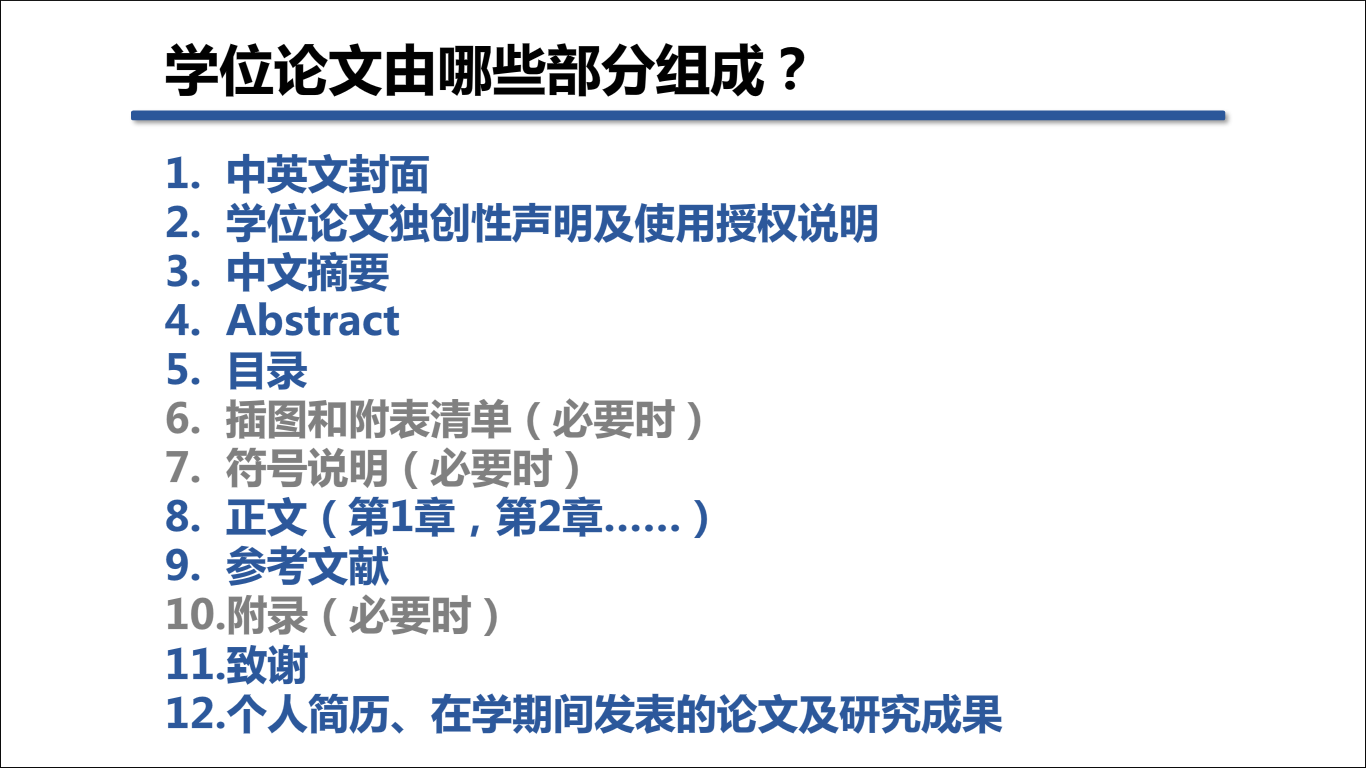 学位论文由哪些部分组成？
1. 中英文封面
2. 学位论文独创性声明及使用授权说明
3. 中文摘要
4. Abstract
5. 目录
6. 插图和附表清单（必要时）
7. 符号说明（必要时）
8. 正文（第1章，第2章……）
9. 参考文献
10.附录（必要时）
11.致谢
12.个人简历、在学期间发表的论文及研究成果